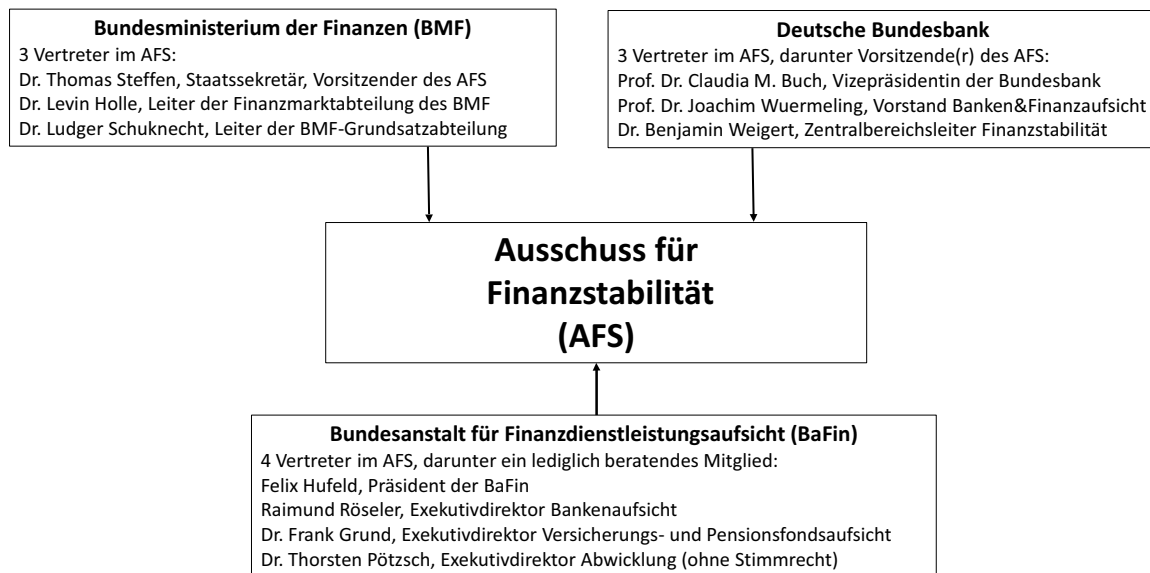 Bundesministerium der Finanzen (BMF)
3 Vertreter im AFS:
Dr. Thomas Steffen, Staatssekretär, Vorsitzender des AFS
Dr. Levin Holle, Leiter der Finanzmarktabteilung des BMF
Dr. Ludger Schuknecht, Leiter der BMF-Grundsatzabteilung
Deutsche Bundesbank
3 Vertreter im AFS, darunter Vorsitzende(r) des AFS:
Prof. Dr. Claudia M. Buch, Vizepräsidentin der Bundesbank
Prof. Dr. Joachim Wuermeling, Vorstand Banken&Finanzaufsicht
Dr. Benjamin Weigert, Zentralbereichsleiter Finanzstabilität
Ausschuss für
Finanzstabilität
(AFS)
Bundesanstalt für Finanzdienstleistungsaufsicht (BaFin)
4 Vertreter im AFS, darunter ein lediglich beratendes Mitglied:
Felix Hufeld, Präsident der BaFin
Raimund Röseler, Exekutivdirektor Bankenaufsicht
Dr. Frank Grund, Exekutivdirektor Versicherungs- und Pensionsfondsaufsicht
Dr. Thorsten Pötzsch, Exekutivdirektor Abwicklung (ohne Stimmrecht)